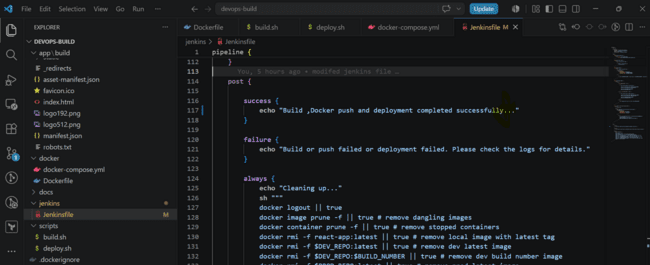 File Edit Selection View Go Run ... devops-build Update
EXPLORER ... Dockerfile build.sh deploy.sh docker-compose.yml Jenkinsfile M
DEVOPS-BUILD
app\build
_redirects
asset-manifest.json
favicon.ico
index.html
logo192.png
logo512.png
manifest.json
robots.txt
docker
docker-compose.yml
Dockerfile
docs
jenkins
Jenkinsfile M
scripts
build.sh
deploy.sh
.dockerignore
jenkins > Jenkinsfile
1 pipeline {
112 }
113 You, 5 hours ago • modifed jenkins file .
114 post {
115
116 success {
117 echo "Build ,Docker push and deployment completed successfully..."
118 }
119
120 failure {
121 echo "Build or push failed or deployment failed. Please check the logs for details."
122 }
123
124 always {
125 echo "Cleaning up..."
126 sh """
127 docker logout || true
128 docker image prune -f || true # remove dangling images
129 docker container prune -f || true # remove stopped containers
130 docker rmi -f react-app:latest || true # remove local image with latest tag
131 docker rmi -f $DEV_REPO:latest || true # remove dev latest image
132 docker rmi -f $DEV_REPO:$BUILD_NUMBER || true # remove dev build number image